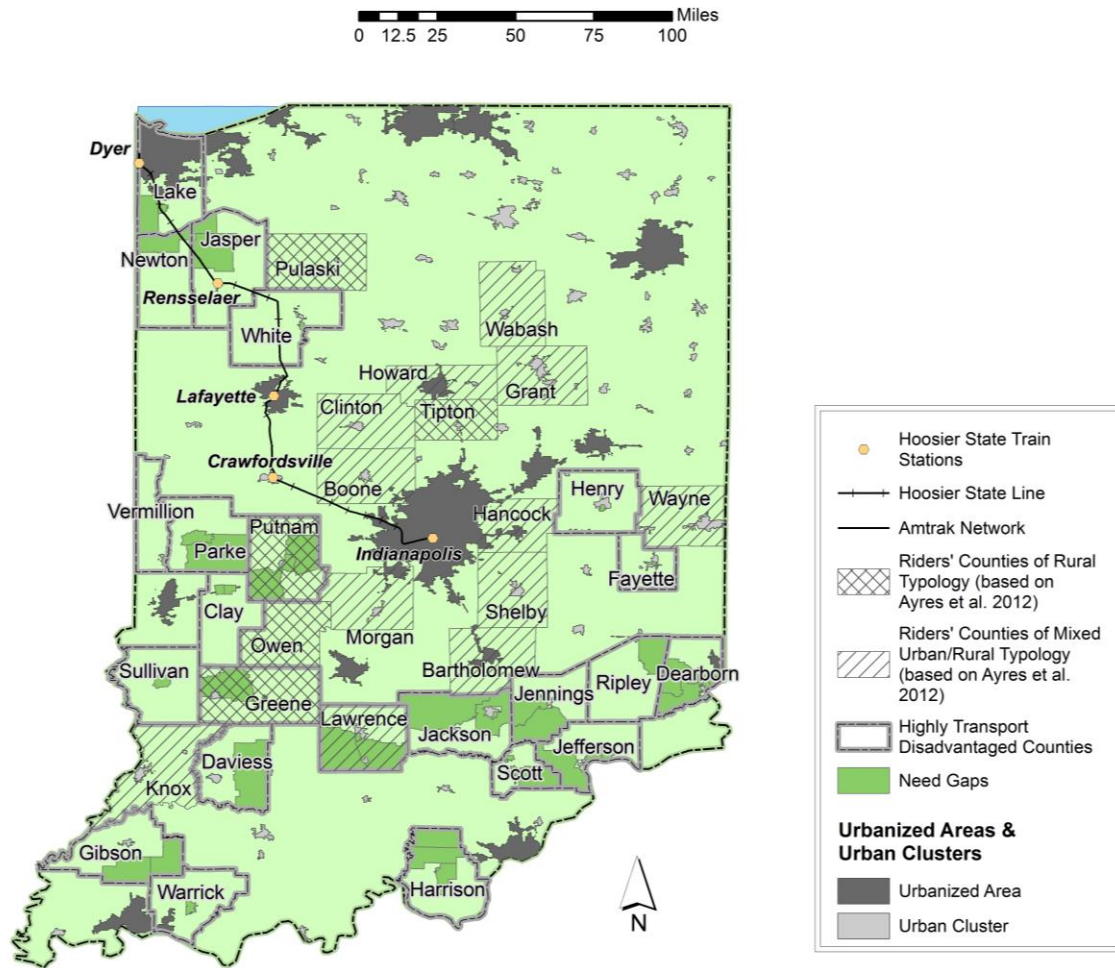 Miles
0 12.5 25 50 75 100
Dyer
Lake
Jasper
Newton
Pulaski
Rensselaer
White
Wabash
Howard
Grant
Lafayette
Clinton
Tipton
Crawfordsville
Boone
Henry
Wayne
Vermillion
Hancock
Putnam
Parke
Indianapolis
Fayette
Clay
Shelby
Morgan
Owen
Sullivan
Bartholomew
Ripley
Dearborn
Jennings
Greene
Lawrence
Jackson
Jefferson
Daviess
Scott
Knox
Gibson
Harrison
Warrick
N
Hoosier State Train
Stations
Hoosier State Line
Amtrak Network
Riders' Counties of Rural
Typology (based on
Ayres et al. 2012)
Riders' Counties of Mixed
Urban/Rural Typology
(based on Ayres et al.
2012)
Highly Transport
Disadvantaged Counties
Need Gaps
Urbanized Areas &
Urban Clusters
Urbanized Area
Urban Cluster